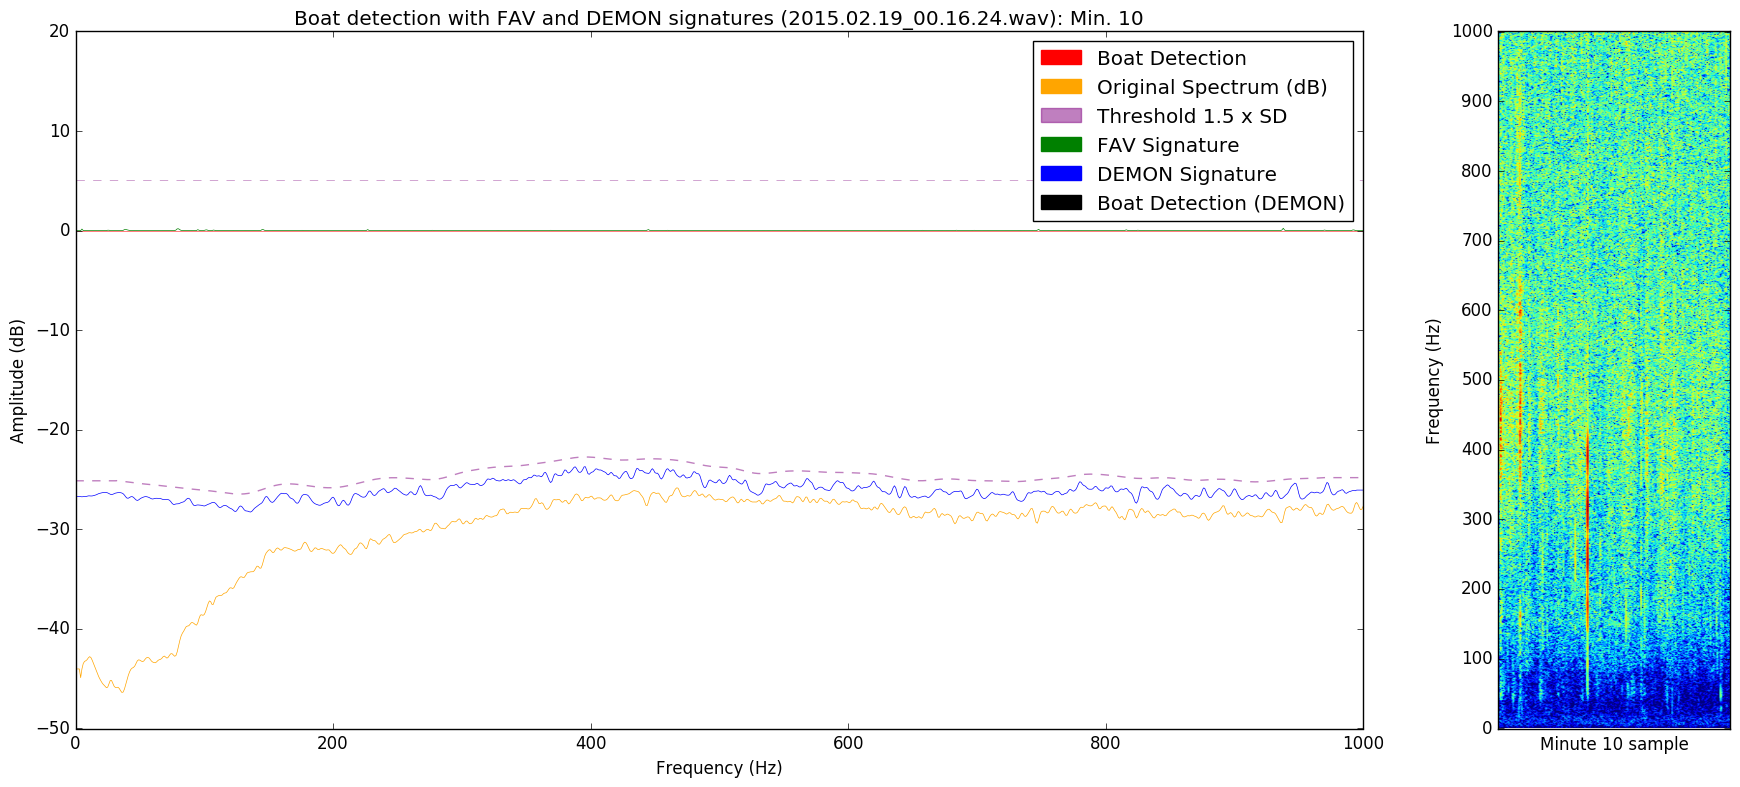 Boat detection with FAV and DEMON signatures (2015.02.19_00.16.24.wav): Min. 10
20
10
0
−10
−20
−30
−40
−50
Amplitude (dB)
0 200 400 600 800 1000
Frequency (Hz)
Boat Detection
Original Spectrum (dB)
Threshold 1.5 x SD
FAV Signature
DEMON Signature
Boat Detection (DEMON)
1000
900
800
700
600
500
400
300
200
100
0
Frequency (Hz)
Minute 10 sample